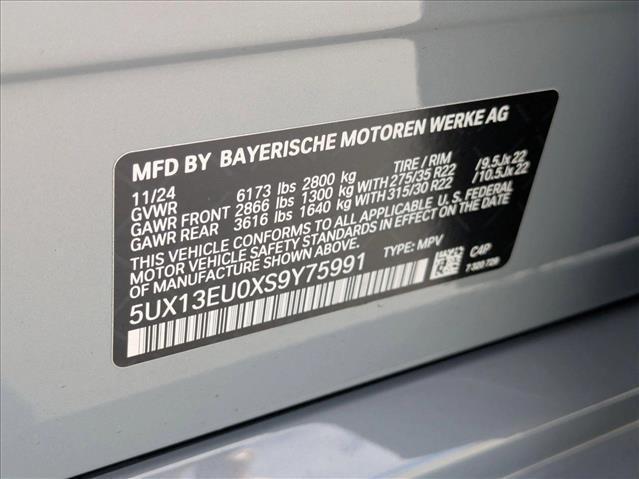 MFD BY BAYERISCHE MOTOREN WERKE AG
11/24 TIRE / RIM
GVWR 6173 lbs 2800 kg
GAWR FRONT 2866 lbs 1300 kg WITH 275/35 R22 /9.5Jx22
GAWR REAR 3616 lbs 1640 kg WITH 315/30 R22 /10.5Jx22
THIS VEHICLE CONFORMS TO ALL APPLICABLE U.S. FEDERAL
MOTOR VEHICLE SAFETY STANDARDS IN EFFECT ON THE DATE
OF MANUFACTURE SHOWN ABOVE.
5UX13EU0XS9Y75991 TYPE: MPV
C4P
7 320 729